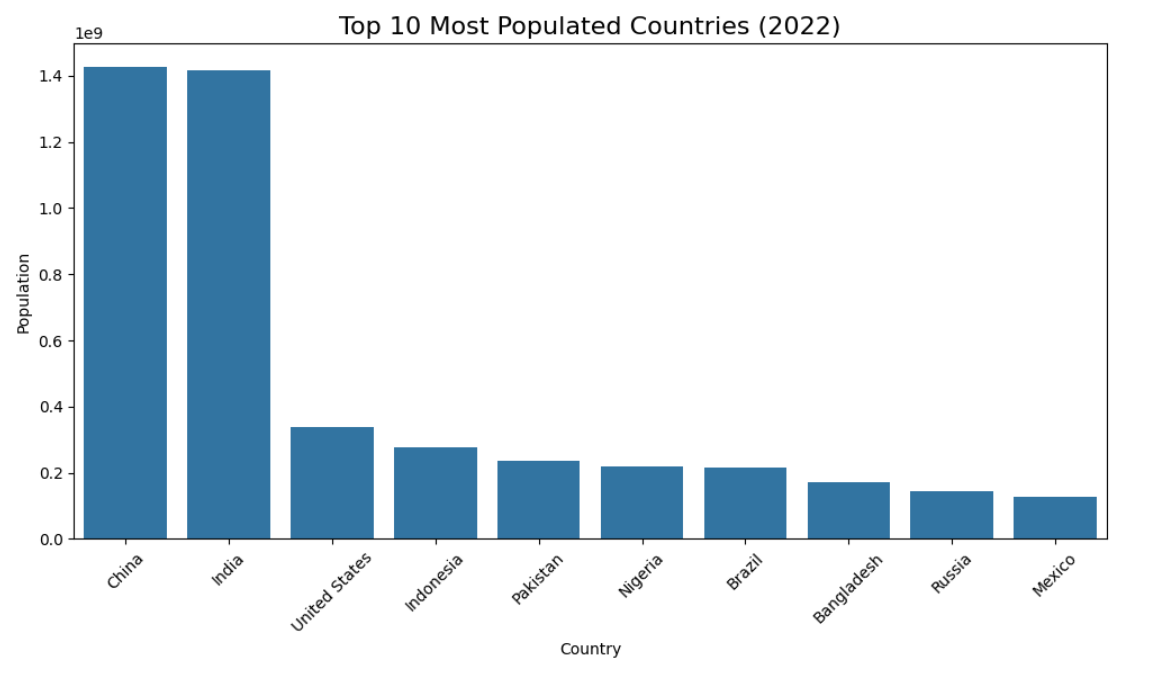 Top 10 Most Populated Countries (2022)
1e9
1.4
1.2
1.0
0.8
0.6
0.4
0.2
0.0
Population
China
India
United States
Indonesia
Pakistan
Nigeria
Brazil
Bangladesh
Russia
Mexico
Country